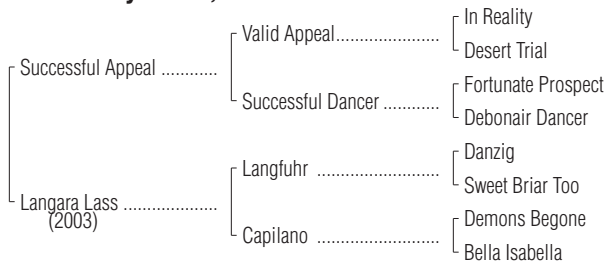 In Reality
Valid Appeal
Desert Trial
Successful Appeal
Fortunate Prospect
Successful Dancer
Debonair Dancer
Danzig
Langfuhr
Sweet Briar Too
Langara Lass
(2003)
Demons Begone
Capilano
Bella Isabella